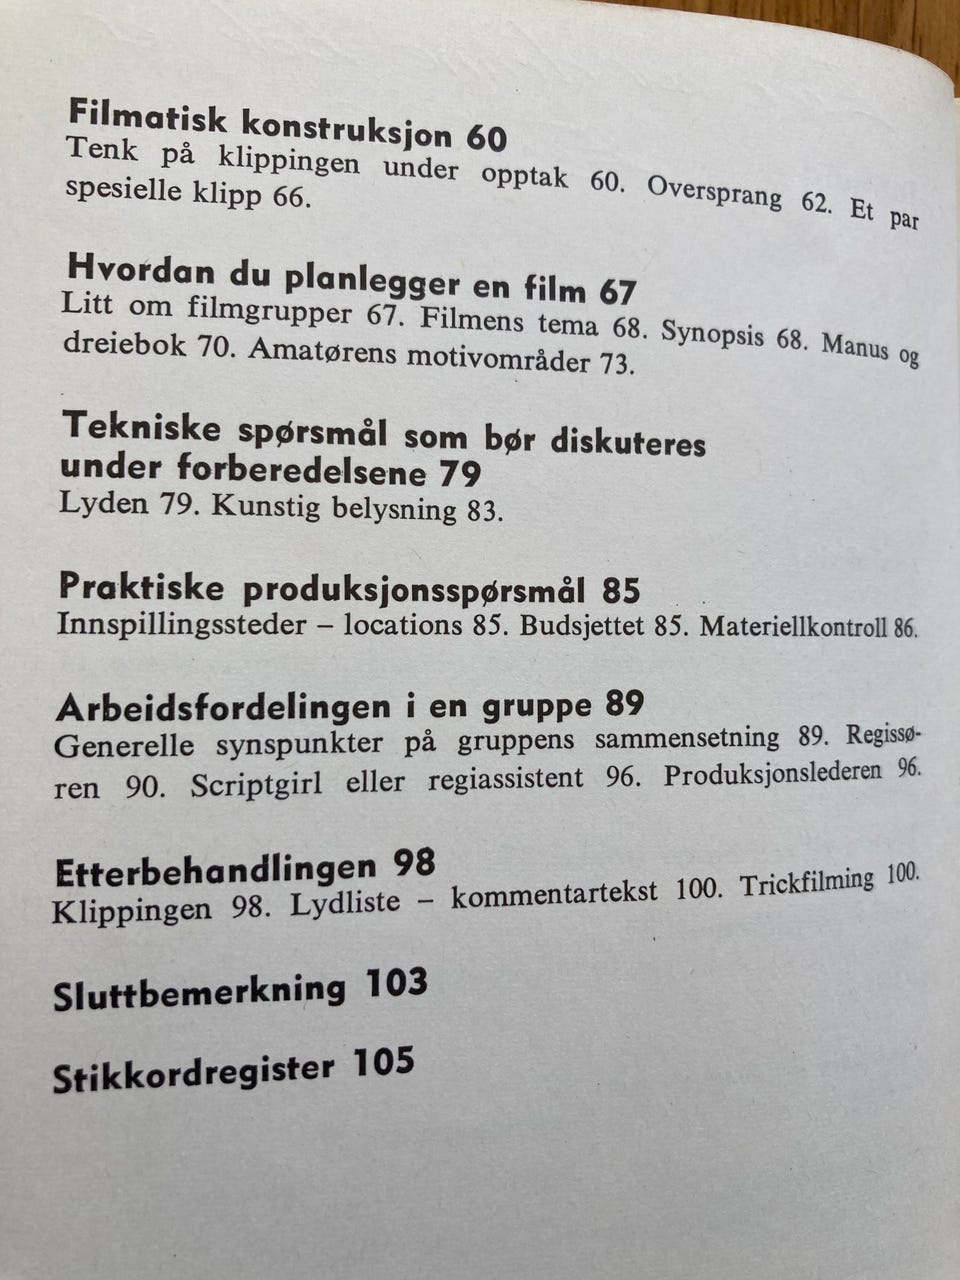 Filmatisk konstruksjon 60
Tenk på klippingen under opptak 60. Oversprang 62. Et par
spesielle klipp 66.
Hvordan du planlegger en film 67
Litt om filmgrupper 67. Filmens tema 68. Synopsis 68. Manus og
dreiebok 70. Amatørens motivområder 73.
Tekniske spørsmål som bør diskuteres
under forberedelsene 79
Lyden 79. Kunstig belysning 83.
Praktiske produksjonsspørsmål 85
Innspillingssteder – locations 85. Budsjettet 85. Materiellkontroll 86.
Arbeidsfordelingen i en gruppe 89
Generelle synspunkter på gruppens sammensetning 89. Regissø-
ren 90. Scriptgirl eller regiassistent 96. Produksjonslederen 96.
Etterbehandlingen 98
Klippingen 98. Lydliste – kommentartekst 100. Trickfilming 100.
Sluttbemerkning 103
Stikkordregister 105